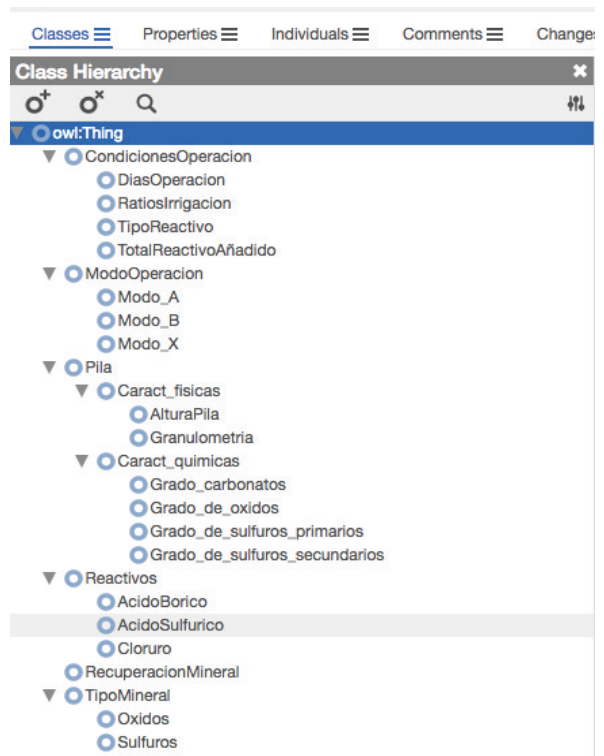 Classes Properties Individuals Comments Changes
Class Hierarchy
owl:Thing
CondicionesOperacion
DiasOperacion
RatiosIrrigacion
TipoReactivo
TotalReactivoAñadido
ModoOperacion
Modo_A
Modo_B
Modo_X
Pila
Caract_fisicas
AlturaPila
Granulometria
Caract_quimicas
Grado_carbonatos
Grado_de_oxidos
Grado_de_sulfuros_primarios
Grado_de_sulfuros_secundarios
Reactivos
AcidoBorico
AcidoSulfurico
Cloruro
RecuperacionMineral
TipoMineral
Oxidos
Sulfuros